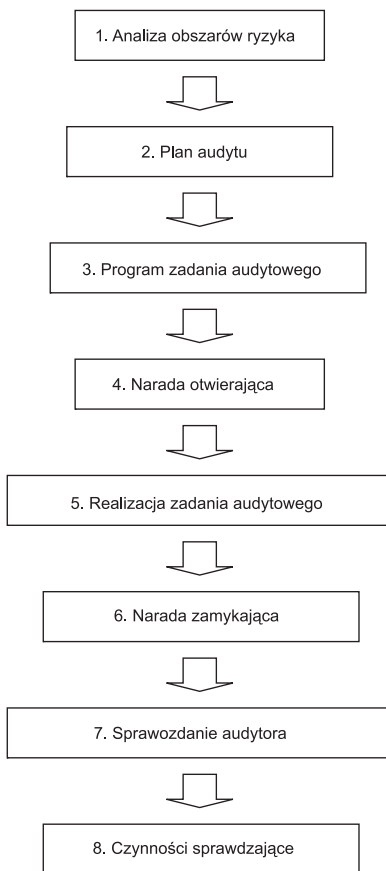 1. Analiza obszarów ryzyka
2. Plan audytu
3. Program zadania audytowego
4. Narada otwierająca
5. Realizacja zadania audytowego
6. Narada zamykająca
7. Sprawozdanie audytora
8. Czynności sprawdzające